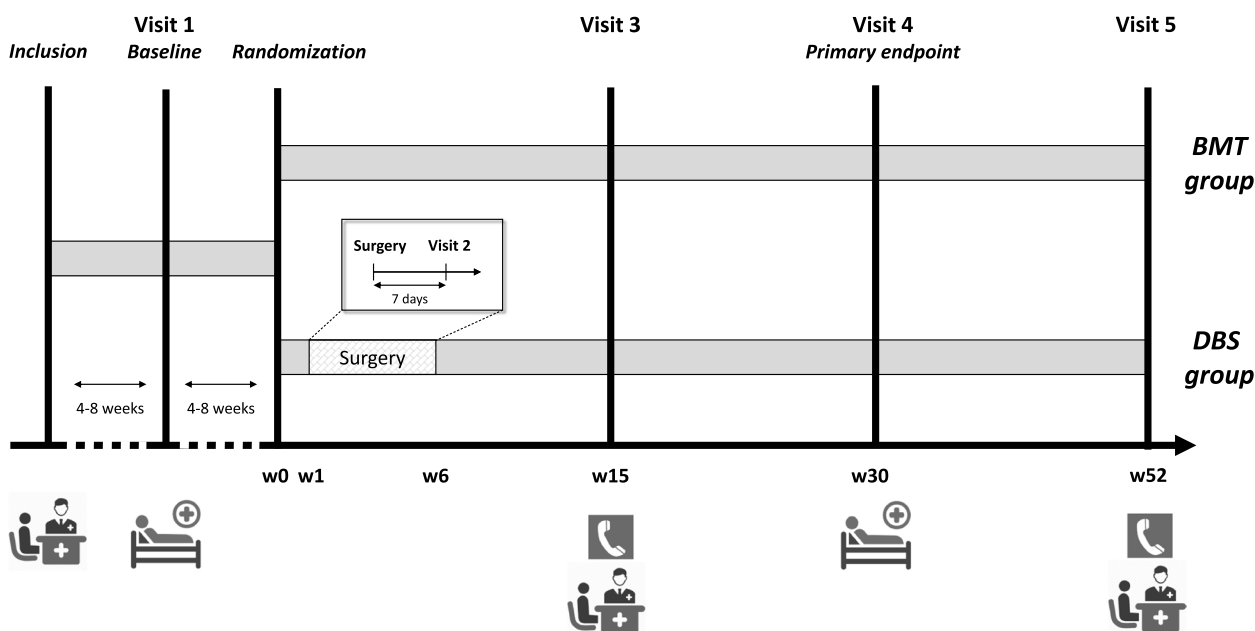 Visit 1
Visit 3
Visit 4
Visit 5
Inclusion
Baseline
Randomization
Primary endpoint
BMT
group
Surgery
Visit 2
7 days
Surgery
DBS
group
4-8 weeks
4-8 weeks
w0
w1
w6
w15
w30
w52